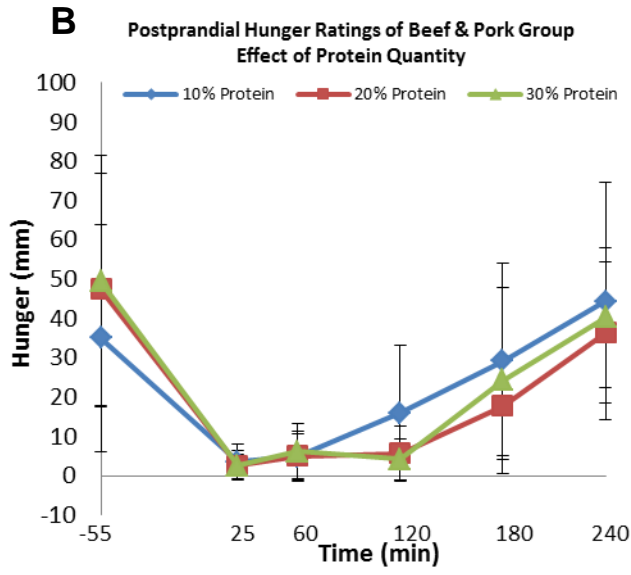 B
Postprandial Hunger Ratings of Beef & Pork Group
Effect of Protein Quantity
10% Protein 20% Protein 30% Protein
100
90
80
70
60
50
40
30
20
10
0
-10
Hunger (mm)
-55 25 60 120 180 240
Time (min)